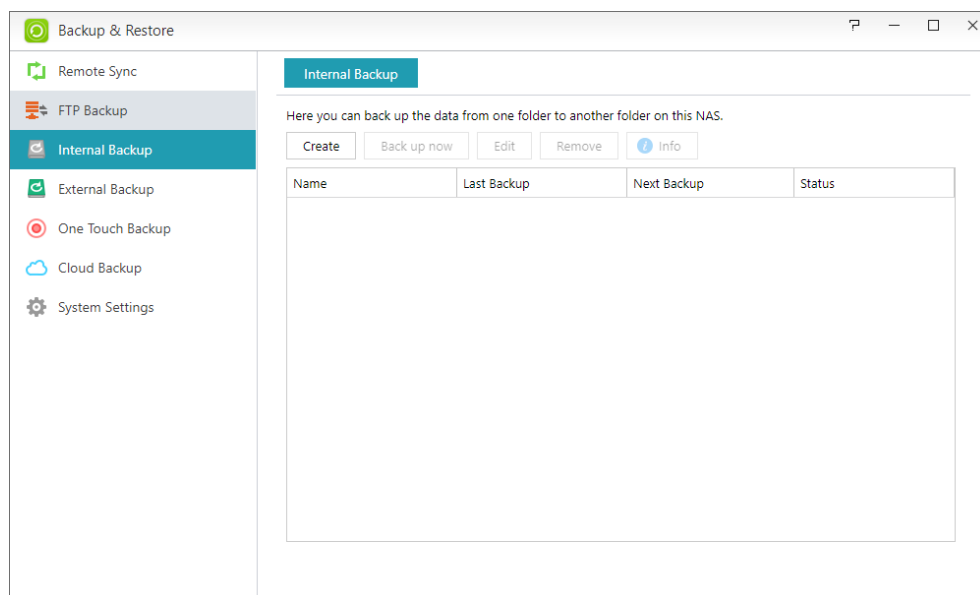 Backup & Restore
Remote Sync
FTP Backup
Internal Backup
External Backup
One Touch Backup
Cloud Backup
System Settings
Internal Backup
Here you can back up the data from one folder to another folder on this NAS.
Create Back up now Edit Remove Info
Name Last Backup Next Backup Status